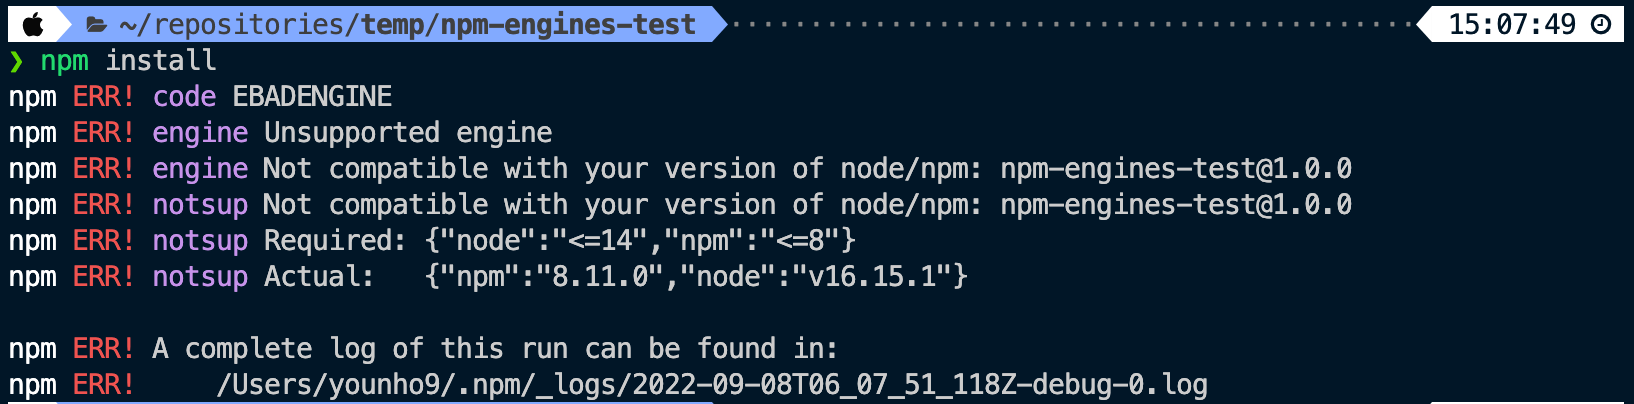 ~/repositories/temp/npm-engines-test 15:07:49
❯ npm install
npm ERR! code EBADENGINE
npm ERR! engine Unsupported engine
npm ERR! engine Not compatible with your version of node/npm: npm-engines-test@1.0.0
npm ERR! notsup Not compatible with your version of node/npm: npm-engines-test@1.0.0
npm ERR! notsup Required: {"node":"<=14","npm":"<=8"}
npm ERR! notsup Actual:   {"npm":"8.11.0","node":"v16.15.1"}
npm ERR! A complete log of this run can be found in:
npm ERR!     /Users/younho9/.npm/_logs/2022-09-08T06_07_51_118Z-debug-0.log